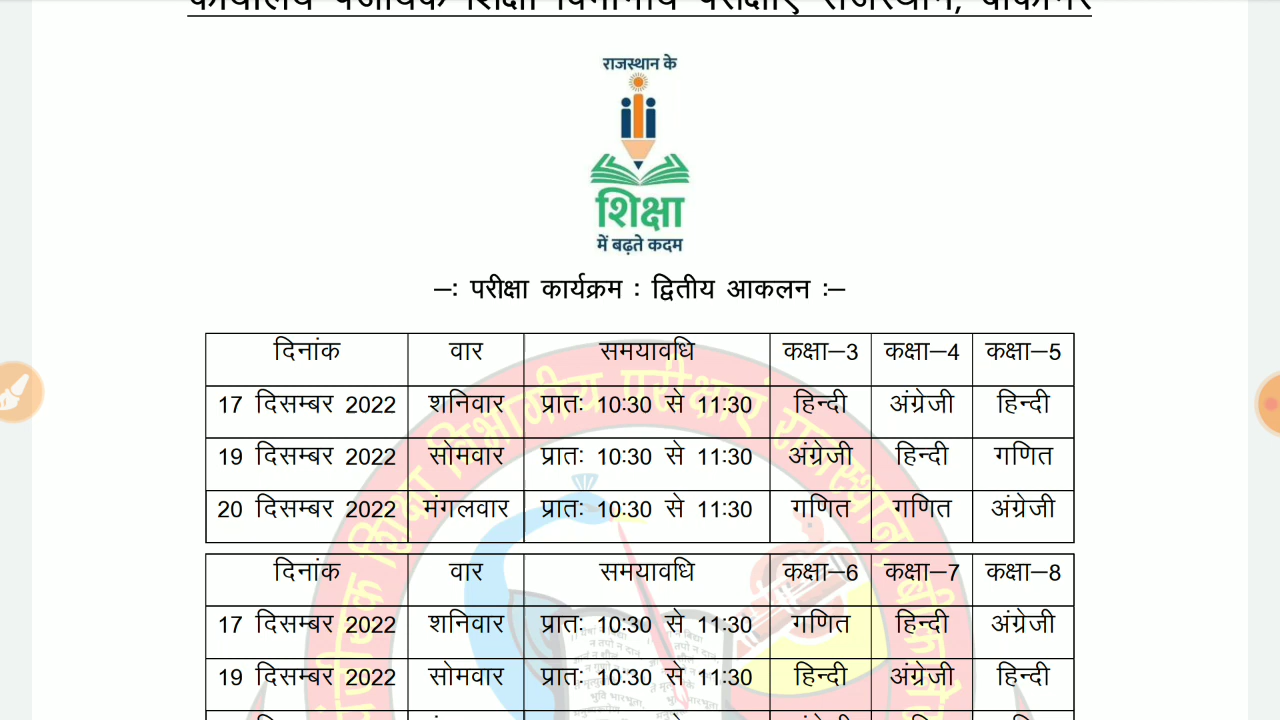 राजस्थान के
शिक्षा
में बढ़ते कदम
—: परीक्षा कार्यक्रम : द्वितीय आकलन :—
दिनांक वार समयावधि कक्षा—3 कक्षा—4 कक्षा—5
17 दिसम्बर 2022 शनिवार प्रातः 10:30 से 11:30 हिन्दी अंग्रेजी हिन्दी
19 दिसम्बर 2022 सोमवार प्रातः 10:30 से 11:30 अंग्रेजी हिन्दी गणित
20 दिसम्बर 2022 मंगलवार प्रातः 10:30 से 11:30 गणित गणित अंग्रेजी
दिनांक वार समयावधि कक्षा—6 कक्षा—7 कक्षा—8
17 दिसम्बर 2022 शनिवार प्रातः 10:30 से 11:30 गणित हिन्दी अंग्रेजी
19 दिसम्बर 2022 सोमवार प्रातः 10:30 से 11:30 हिन्दी अंग्रेजी हिन्दी